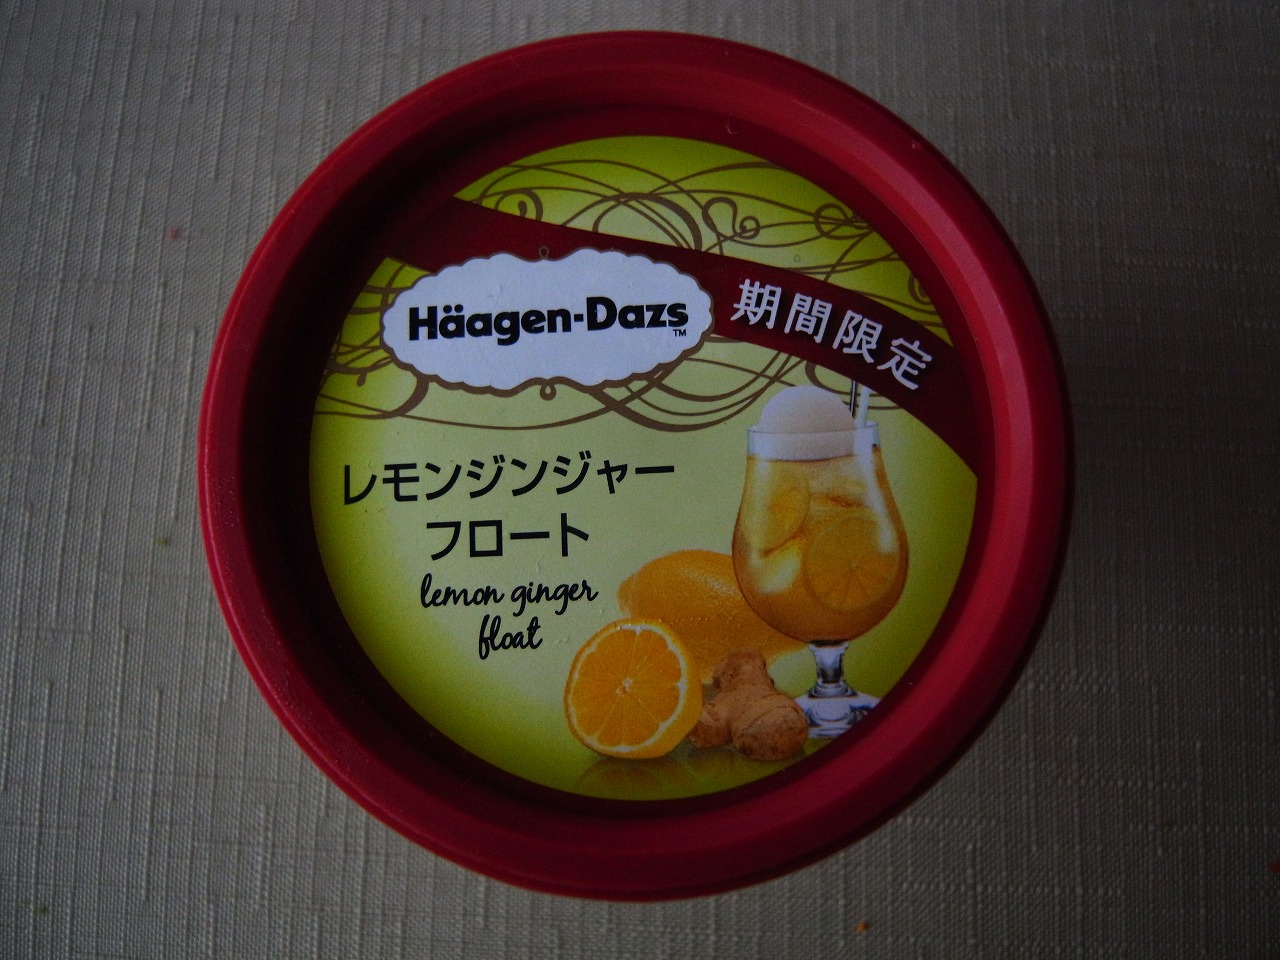 Häagen-Dazs™
期間限定
レモンジンジャー
フロート
lemon ginger
float